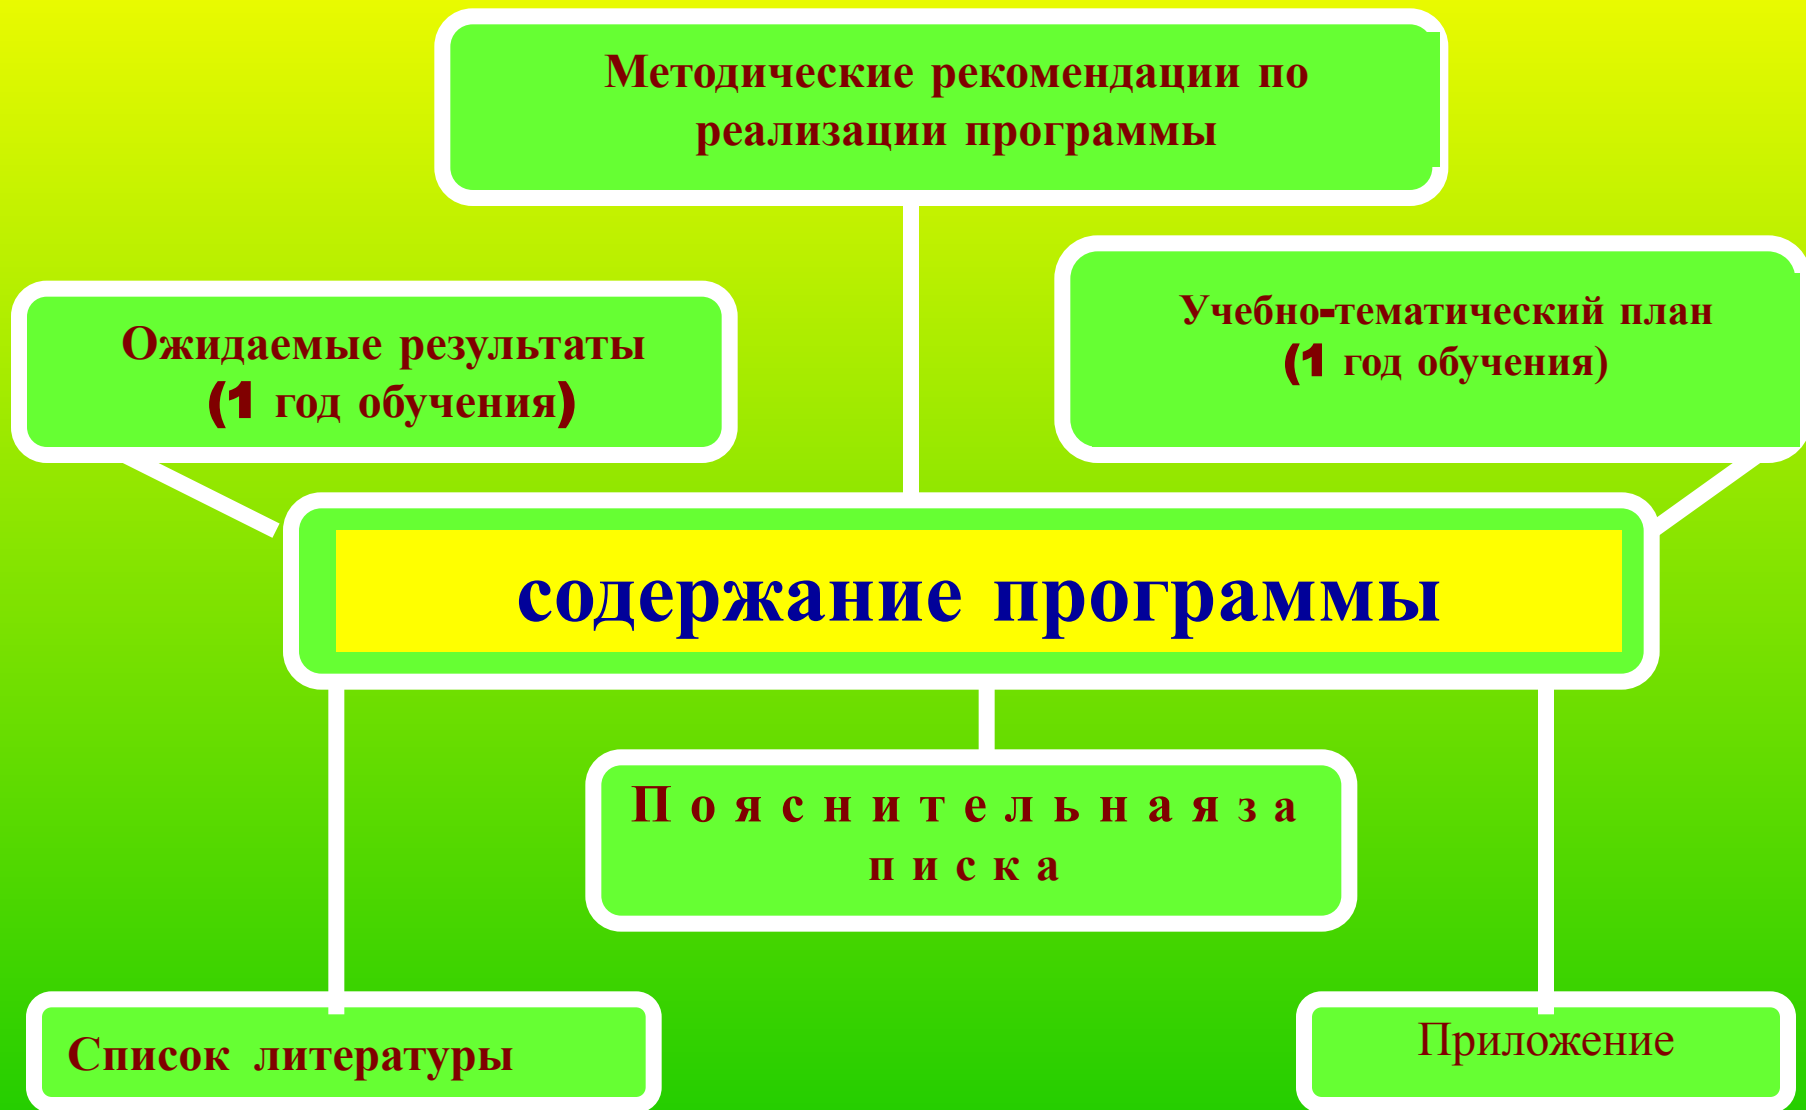 Методические рекомендации по
реализации программы
Ожидаемые результаты
(1 год обучения)
Учебно-тематический план
(1 год обучения)
содержание программы
П о я с н и т е л ь н а я з а
п и с к а
Список литературы
Приложение